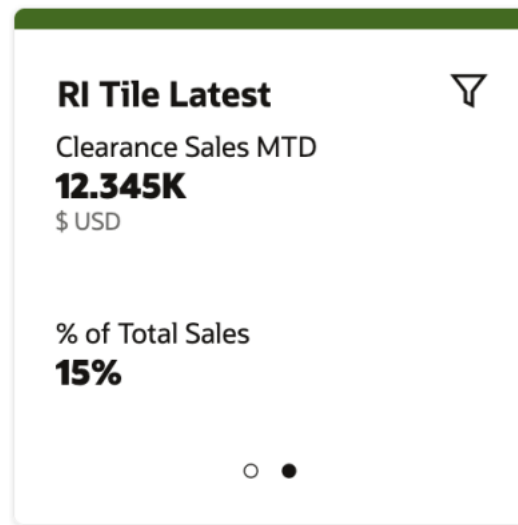 RI Tile Latest
Clearance Sales MTD
12.345K
$ USD
% of Total Sales
15%